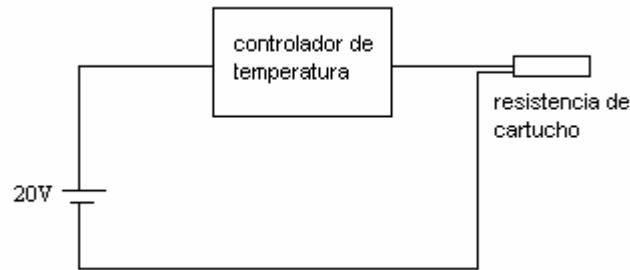 controlador de
temperatura
resistencia de
cartucho
20V